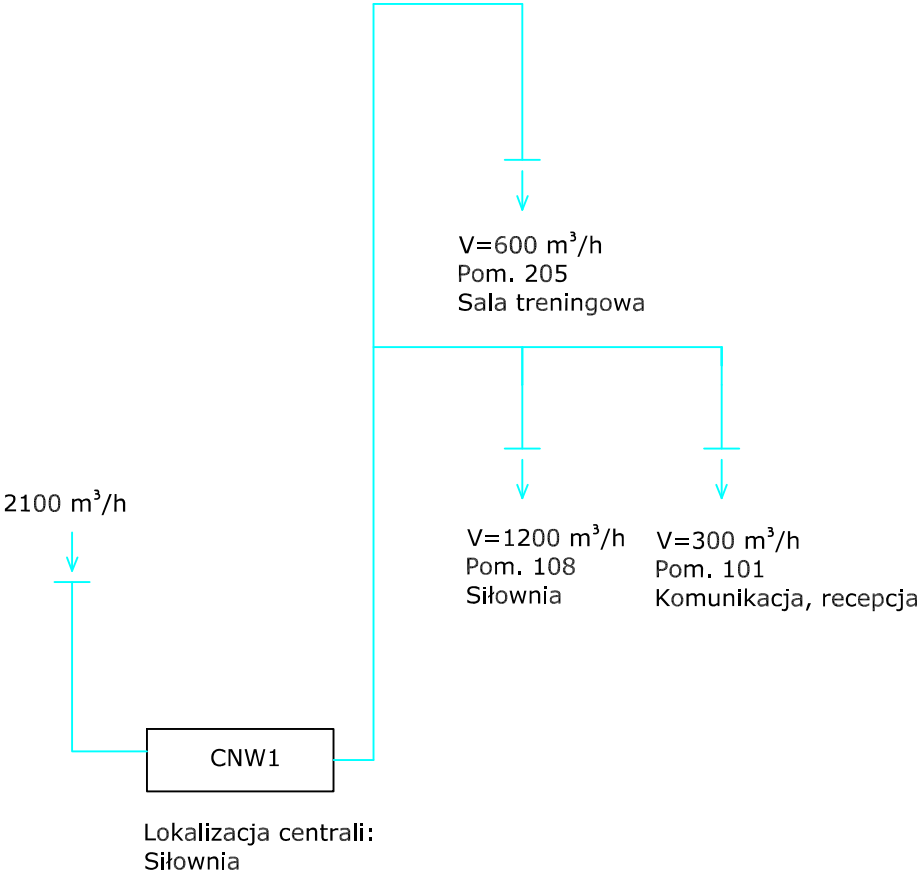 V=600 m³/h
Pom. 205
Sala treningowa
2100 m³/h
V=1200 m³/h
Pom. 108
Siłownia
V=300 m³/h
Pom. 101
Komunikacja, recepcja
CNW1
Lokalizacja centrali:
Siłownia